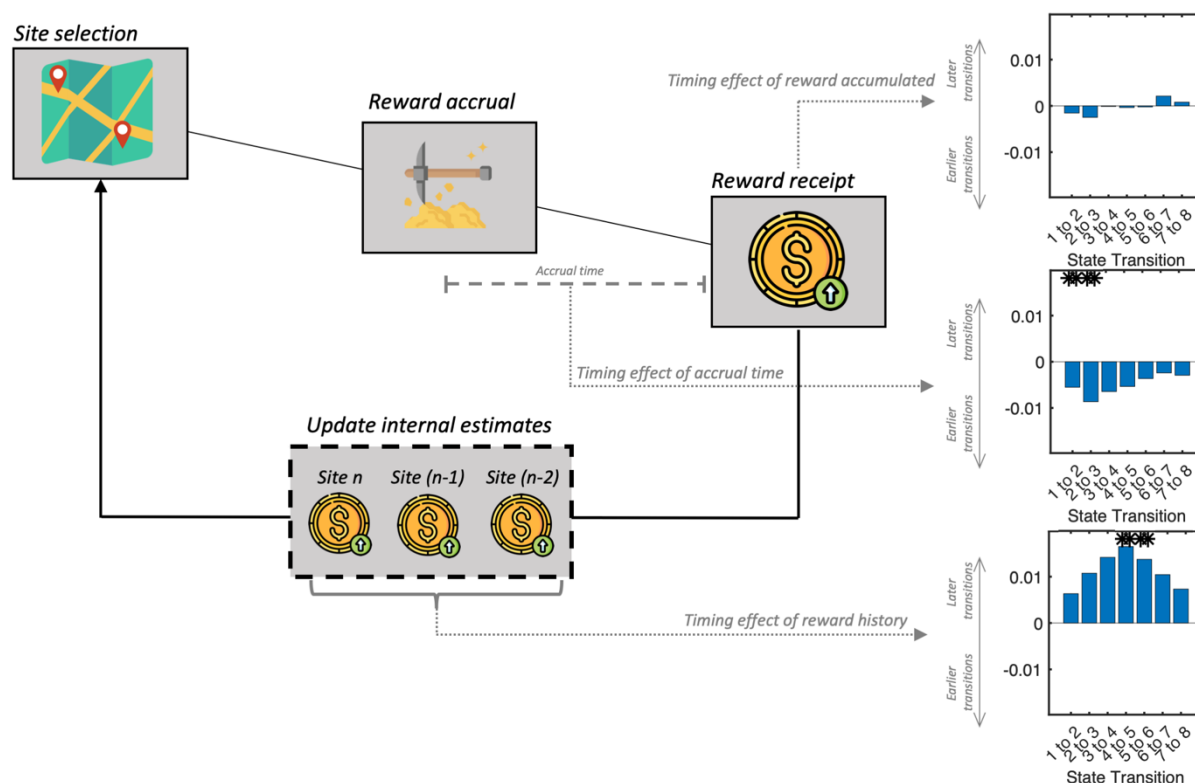 Site selection
Reward accrual
Reward receipt
Accrual time
Timing effect of reward accumulated
Timing effect of accrual time
Update internal estimates
Site n
Site (n-1)
Site (n-2)
Timing effect of reward history
Later
transitions
Earlier
transitions
0.01
0
-0.01
1 to 2
2 to 3
3 to 4
4 to 5
5 to 6
6 to 7
7 to 8
State Transition
Later
transitions
Earlier
transitions
**
**
0.01
0
-0.01
1 to 2
2 to 3
3 to 4
4 to 5
5 to 6
6 to 7
7 to 8
State Transition
Later
transitions
Earlier
transitions
**
**
0.01
0
-0.01
1 to 2
2 to 3
3 to 4
4 to 5
5 to 6
6 to 7
7 to 8
State Transition